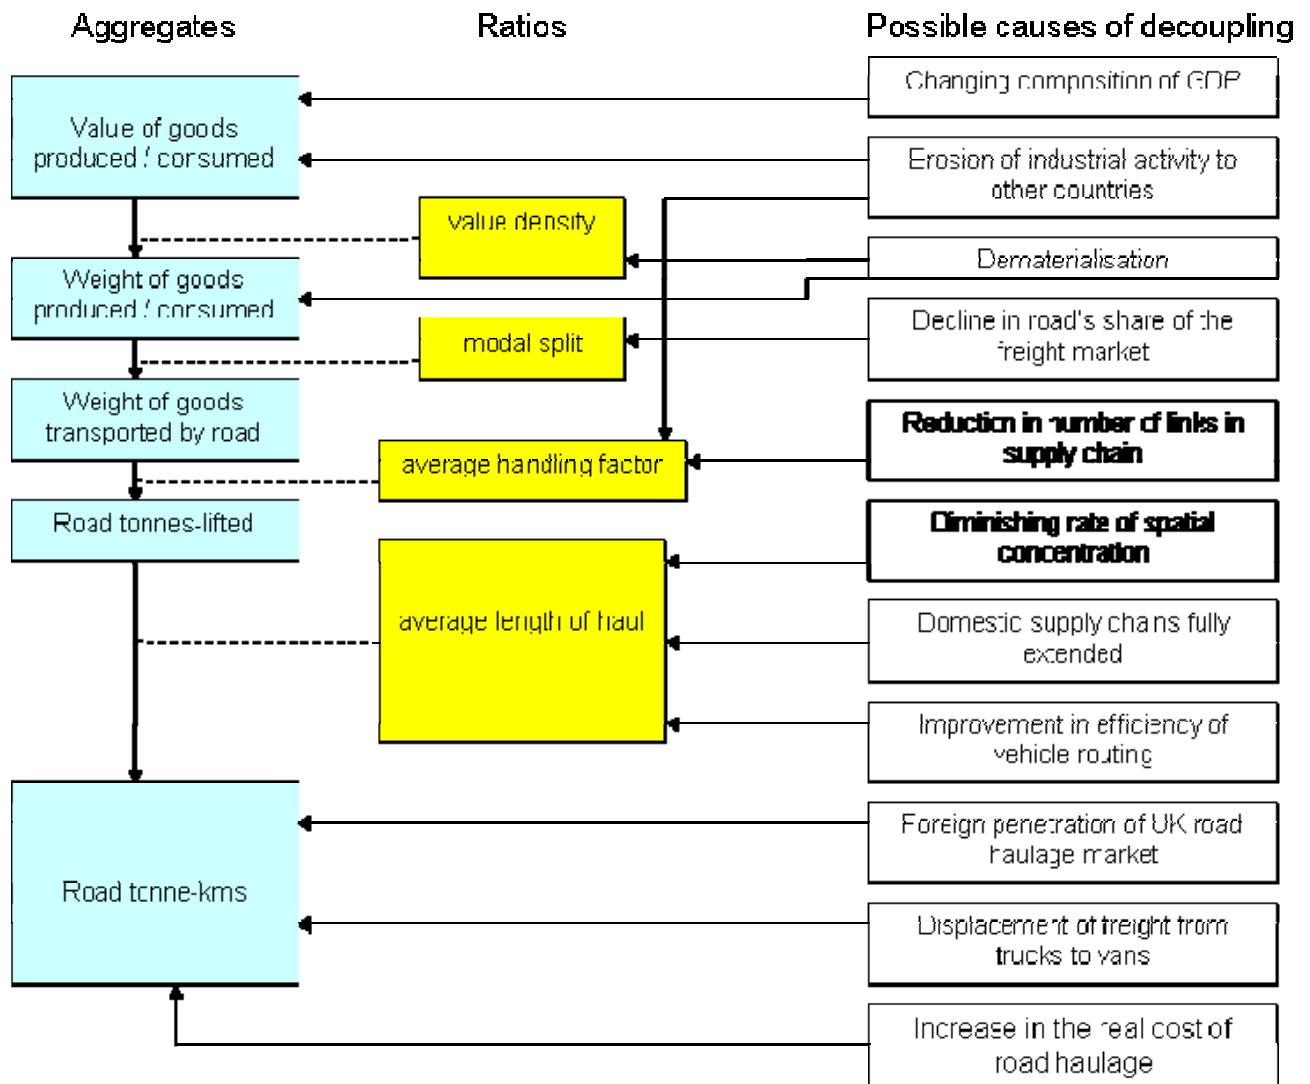 Aggregates
Ratios
Possible causes of decoupling
Value of goods
produced / consumed
Weight of goods
produced / consumed
Weight of goods
transported by road
Road tonnes-lifted
Road tonne-kms
value density
modal split
average handling factor
average length of haul
Changing composition of GDP
Erosion of industrial activity to
other countries
Dematerialisation
Decline in road's share of the
freight market
Reduction in number of links in
supply chain
Diminishing rate of spatial
concentration
Domestic supply chains fully
extended
Improvement in efficiency of
vehicle routing
Foreign penetration of UK road
haulage market
Displacement of freight from
trucks to vans
Increase in the real cost of
road haulage